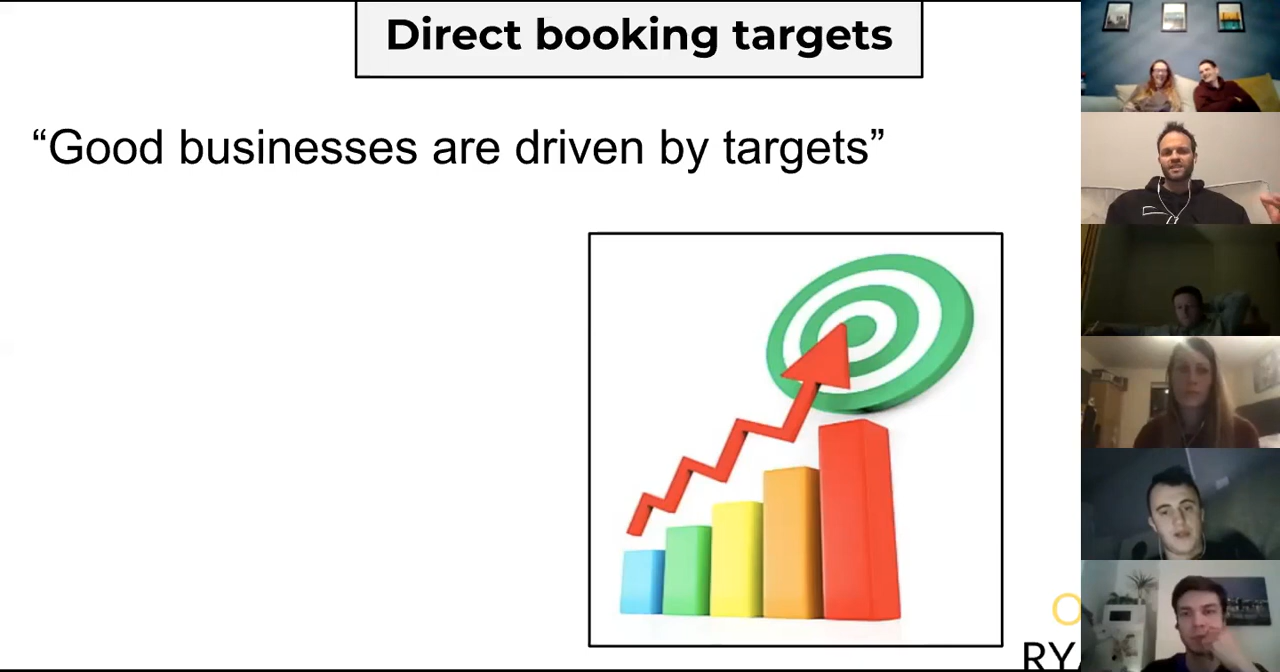 Direct booking targets
“Good businesses are driven by targets”
O
RY